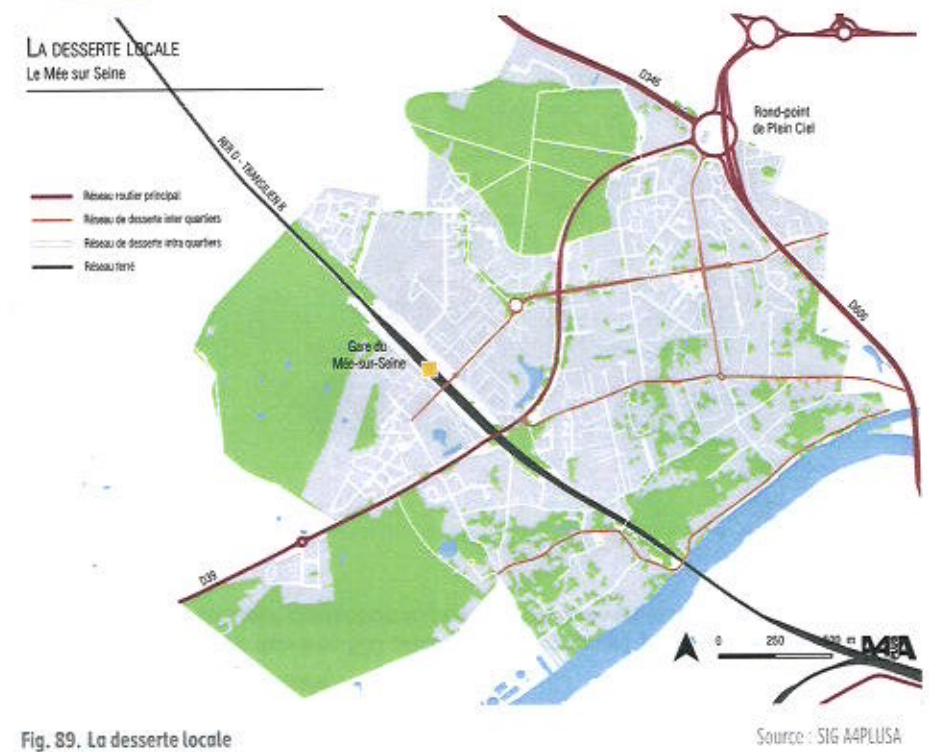 LA DESSERTE LOCALE
Le Mée sur Seine
RER D - TRANSILIEN R
D346
Rond-point
de Plein Ciel
Réseau routier principal
Réseau de desserte inter quartiers
Réseau de desserte intra quartiers
Réseau ferré
D606
Gare du
Mée-sur-Seine
D39
0 250 500 m
A4A
Fig. 89. La desserte locale
Source : SIG A4PLUSA